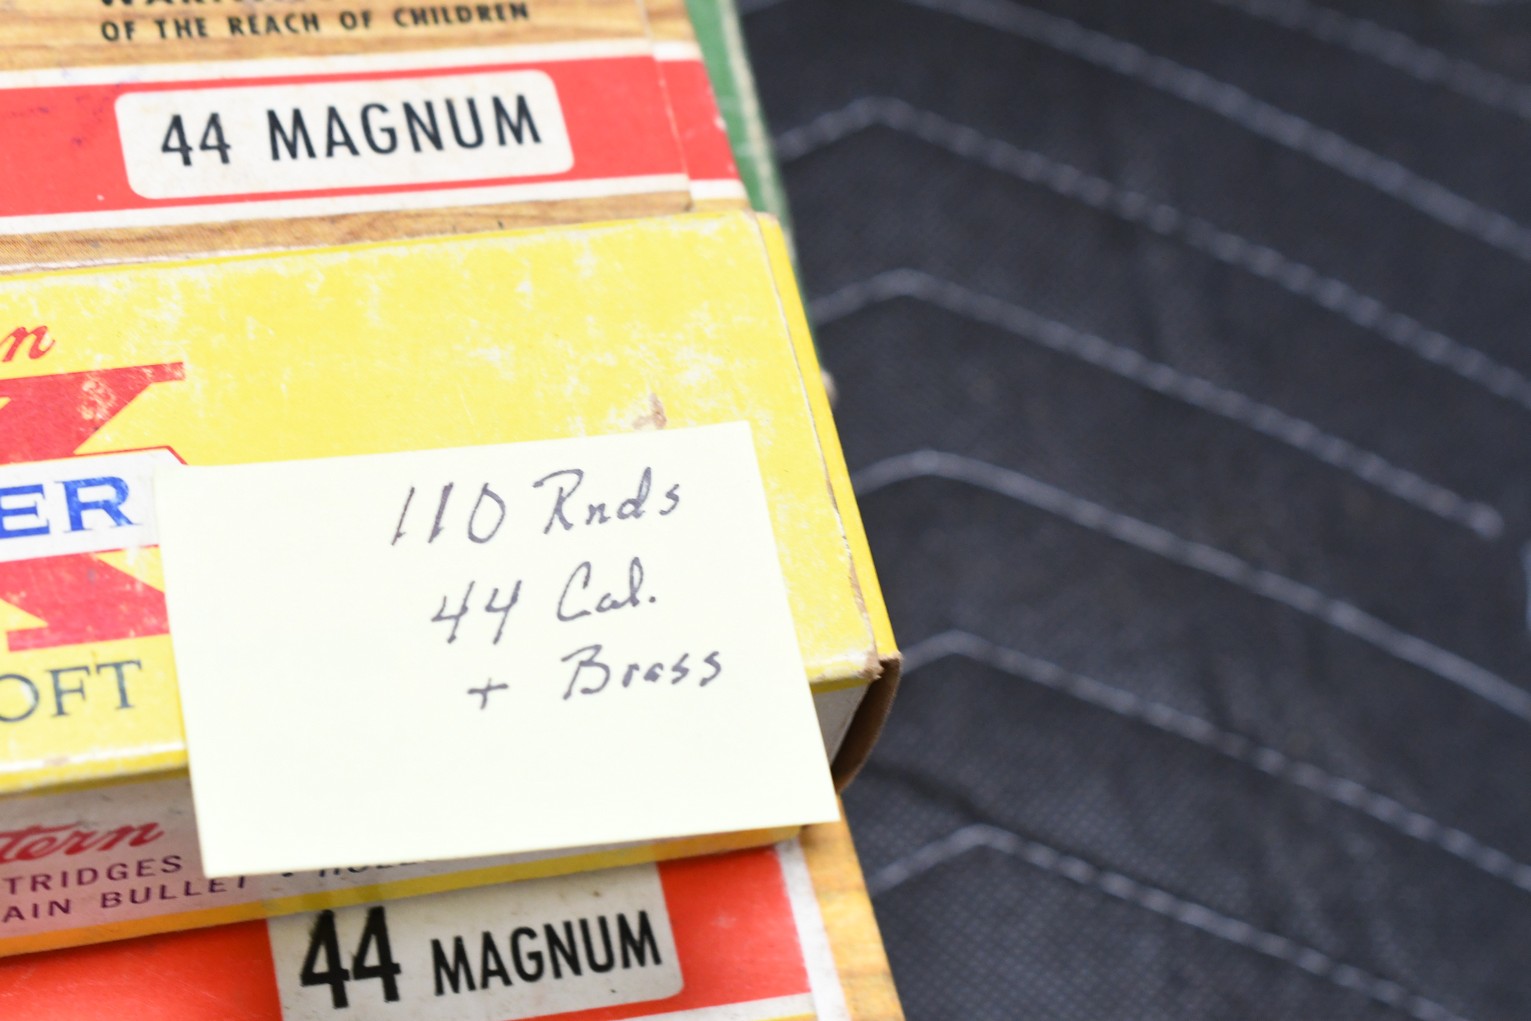 OF THE REACH OF CHILDREN
44 MAGNUM
n
X
ER
OFT
110 Rnds
44 Cal.
+ Brass
tern
TRIDGES
AIN BULLET •
44 MAGNUM